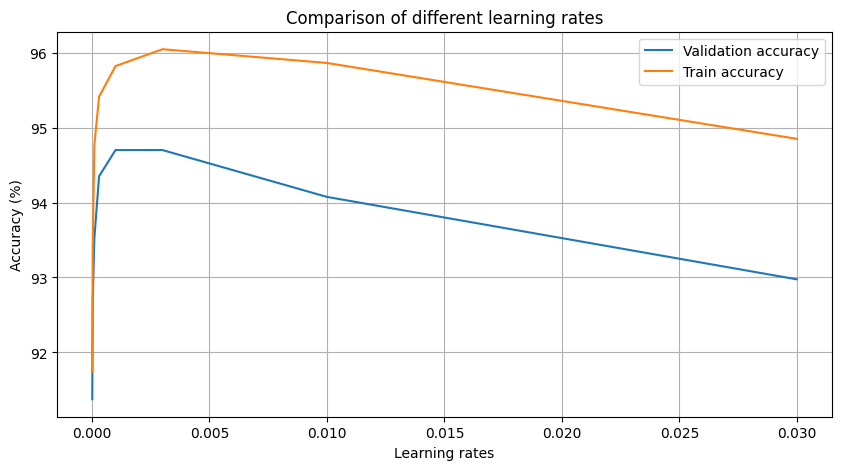 Comparison of different learning rates
Validation accuracy
Train accuracy
Accuracy (%)
96
95
94
93
92
0.000
0.005
0.010
0.015
0.020
0.025
0.030
Learning rates